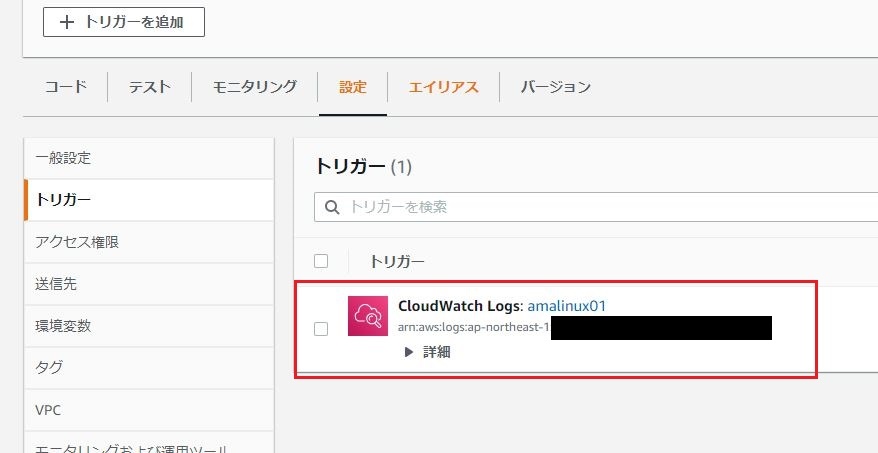 ＋ トリガーを追加
コード テスト モニタリング 設定 エイリアス バージョン
一般設定
トリガー
アクセス権限
送信先
環境変数
タグ
VPC
モニタリングおよび運用ツール
トリガー (1)
トリガーを検索
トリガー
CloudWatch Logs: amalinux01
arn:aws:logs:ap-northeast-1
▶ 詳細